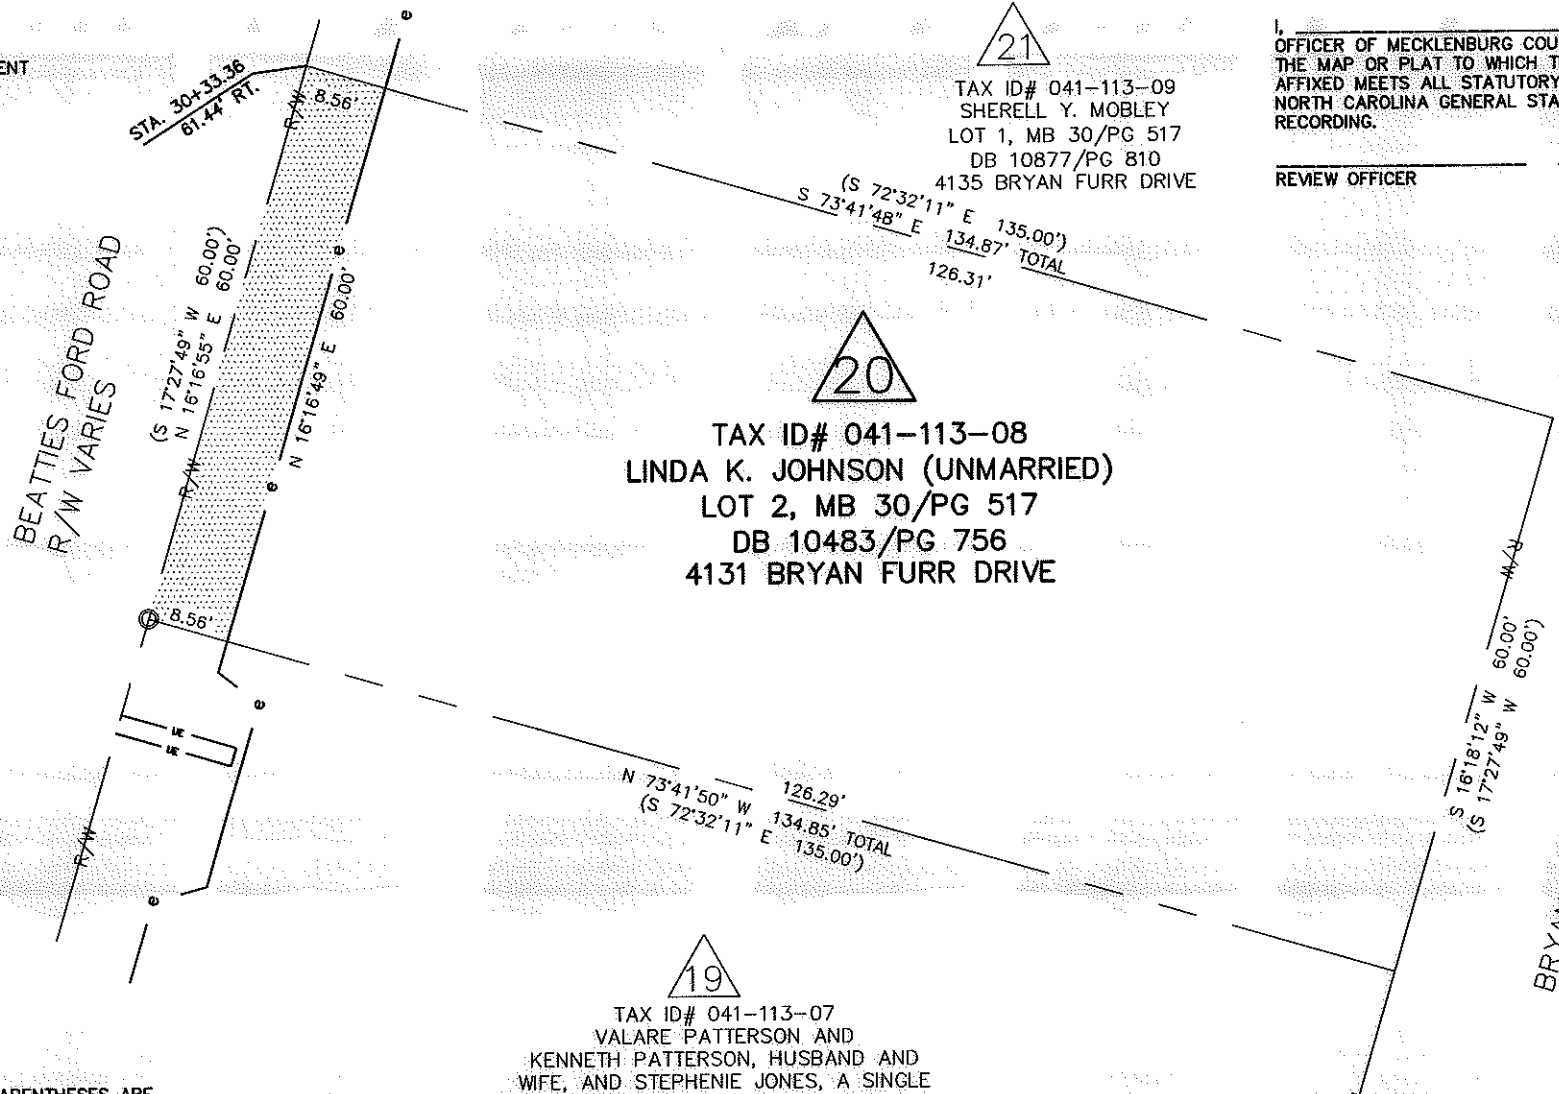 ENT
STA. 30+33.36
61.44' RT.
e
21
TAX ID# 041-113-09
SHERELL Y. MOBLEY
LOT 1, MB 30/PG 517
DB 10877/PG 810
4135 BRYAN FURR DRIVE
I,
OFFICER OF MECKLENBURG COU
THE MAP OR PLAT TO WHICH T
AFFIXED MEETS ALL STATUTORY
NORTH CAROLINA GENERAL STA
RECORDING.
REVIEW OFFICER
R/W
8.56'
(S 72°32'11" E 135.00')
S 73°41'48" E 134.87' TOTAL
126.31'
BEATTIES FORD ROAD
R/W VARIES
(S 17°27'49" W 60.00')
N 16°16'55" E 60.00'
R/W
e
N 16°16'49" E 60.00'
e
20
TAX ID# 041-113-08
LINDA K. JOHNSON (UNMARRIED)
LOT 2, MB 30/PG 517
DB 10483/PG 756
4131 BRYAN FURR DRIVE
8.56'
R/W
S 16°18'12" W 60.00'
(S 17°27'49" W 60.00')
e
UE
UE
R/W
e
126.29'
N 73°41'50" W 134.85' TOTAL
(S 72°32'11" E 135.00')
BRYA
19
TAX ID# 041-113-07
VALARE PATTERSON AND
KENNETH PATTERSON, HUSBAND AND
WIFE, AND STEPHENIE JONES, A SINGLE
ARENTHESES ARE